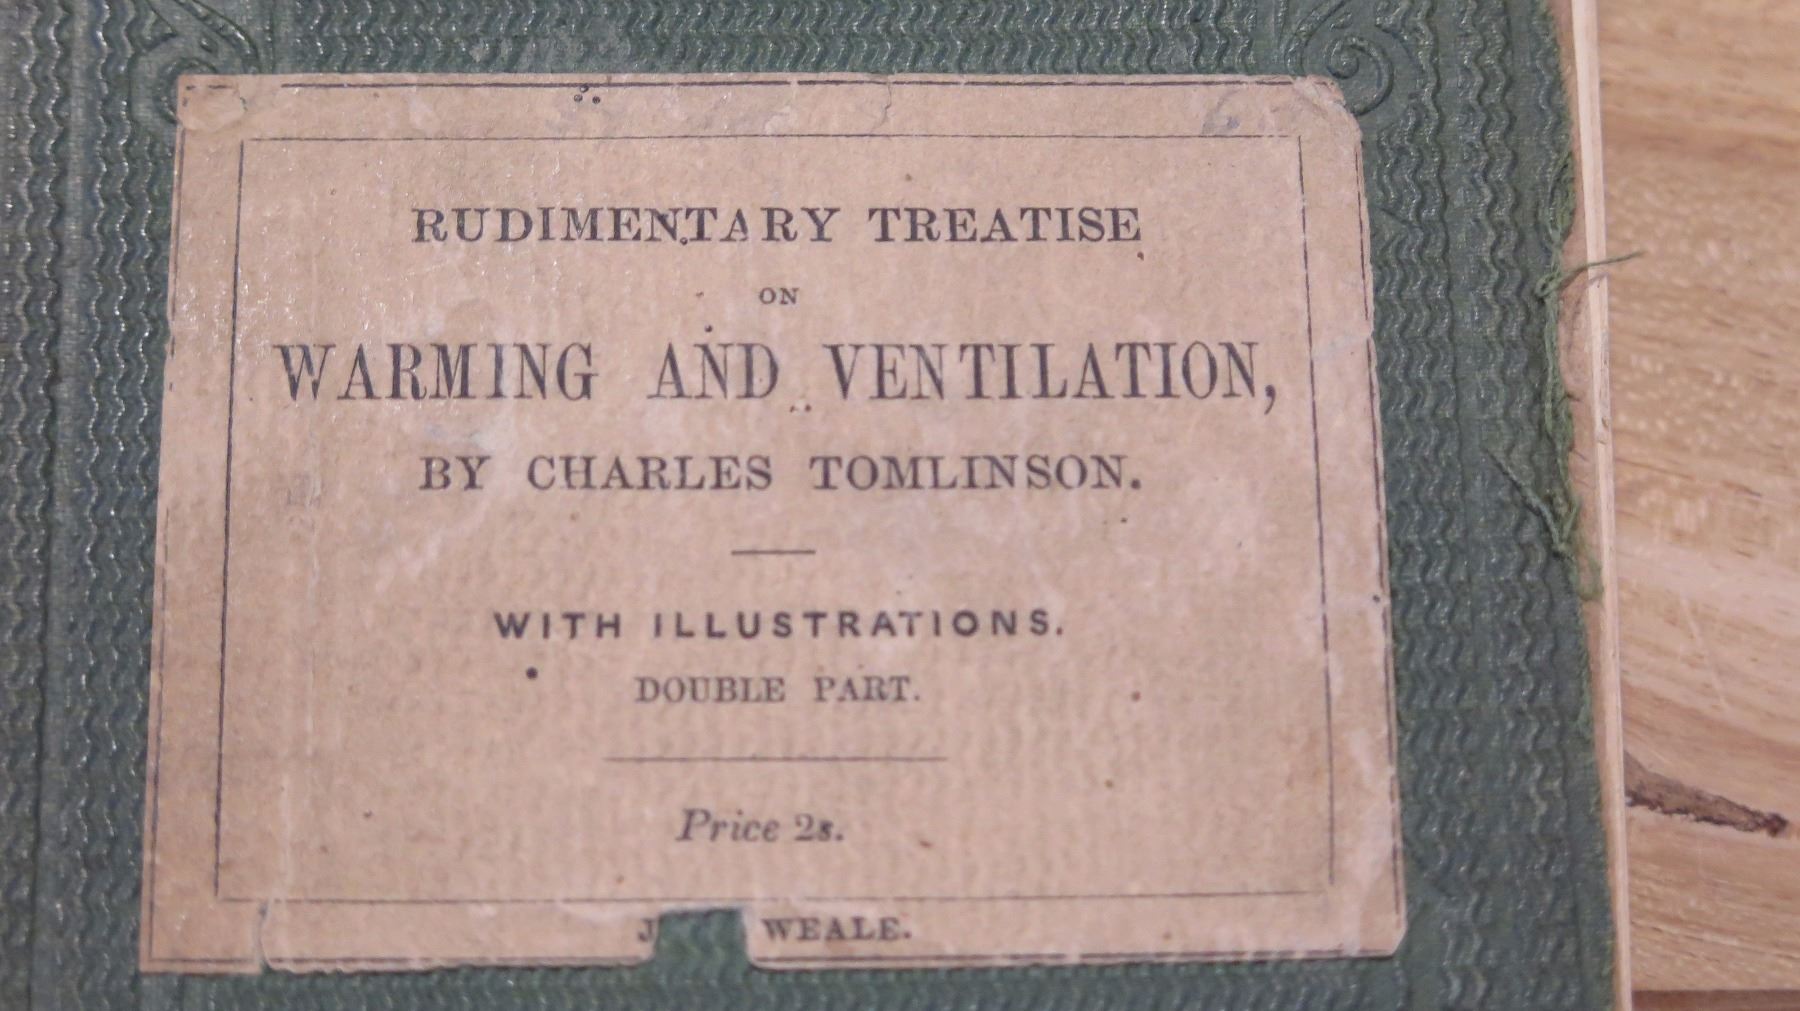 RUDIMENTARY TREATISE
ON
WARMING AND VENTILATION,
BY CHARLES TOMLINSON.
WITH ILLUSTRATIONS.
DOUBLE PART.
Price 2s.
WEALE.